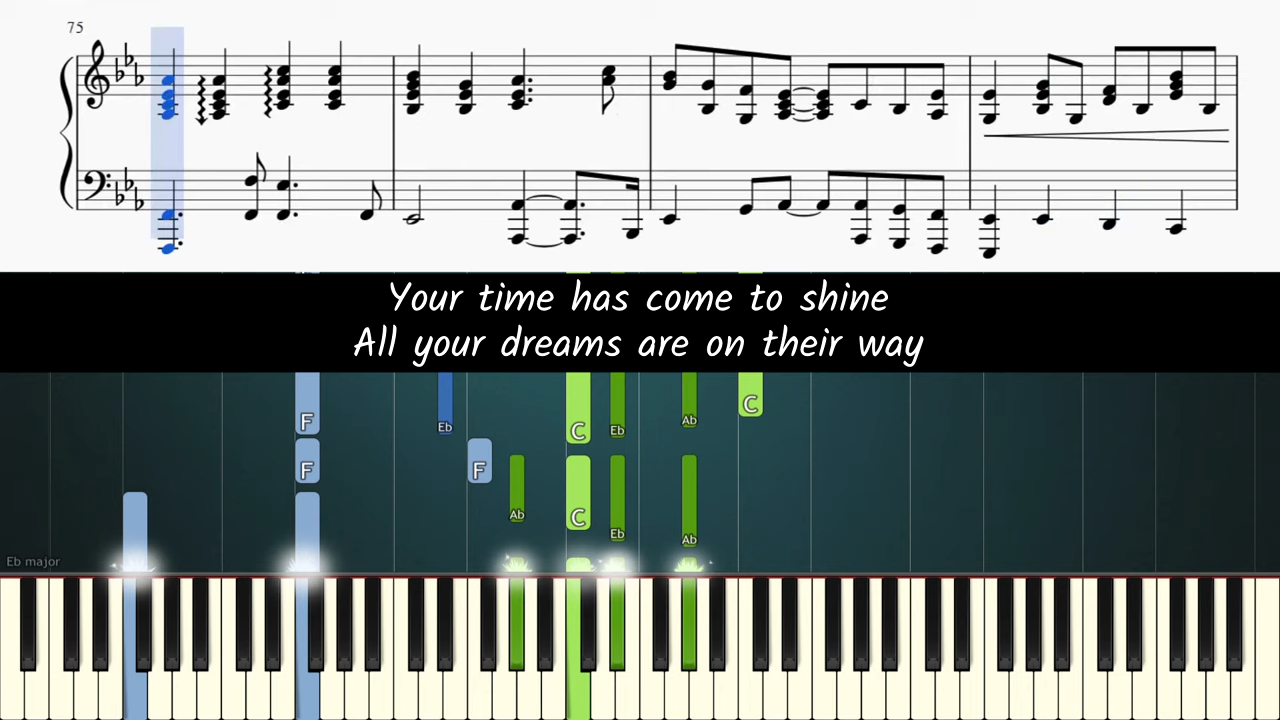 75
Your time has come to shine
All your dreams are on their way
F Eb C Eb Ab C
F F
Ab C Eb Ab
Eb major